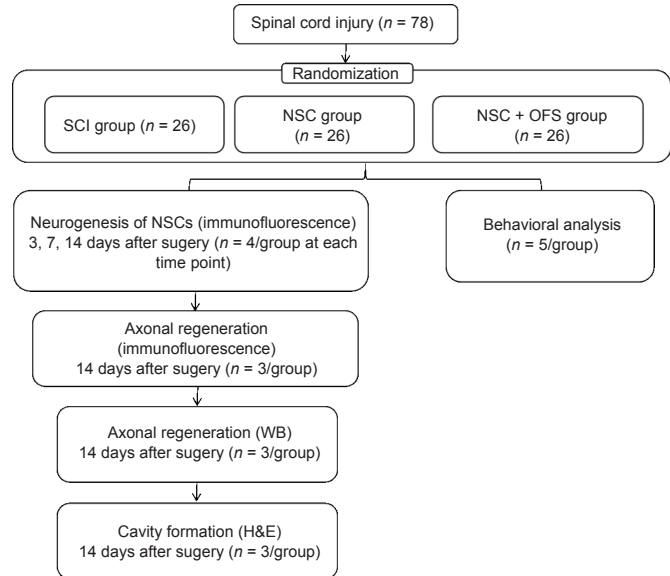 Spinal cord injury (n = 78)
Randomization
SCI group (n = 26)
NSC group
(n = 26)
NSC + OFS group
(n = 26)
Neurogenesis of NSCs (immunofluorescence)
3, 7, 14 days after sugery (n = 4/group at each
time point)
Behavioral analysis
(n = 5/group)
Axonal regeneration
(immunofluorescence)
14 days after sugery (n = 3/group)
Axonal regeneration (WB)
14 days after sugery (n = 3/group)
Cavity formation (H&E)
14 days after sugery (n = 3/group)